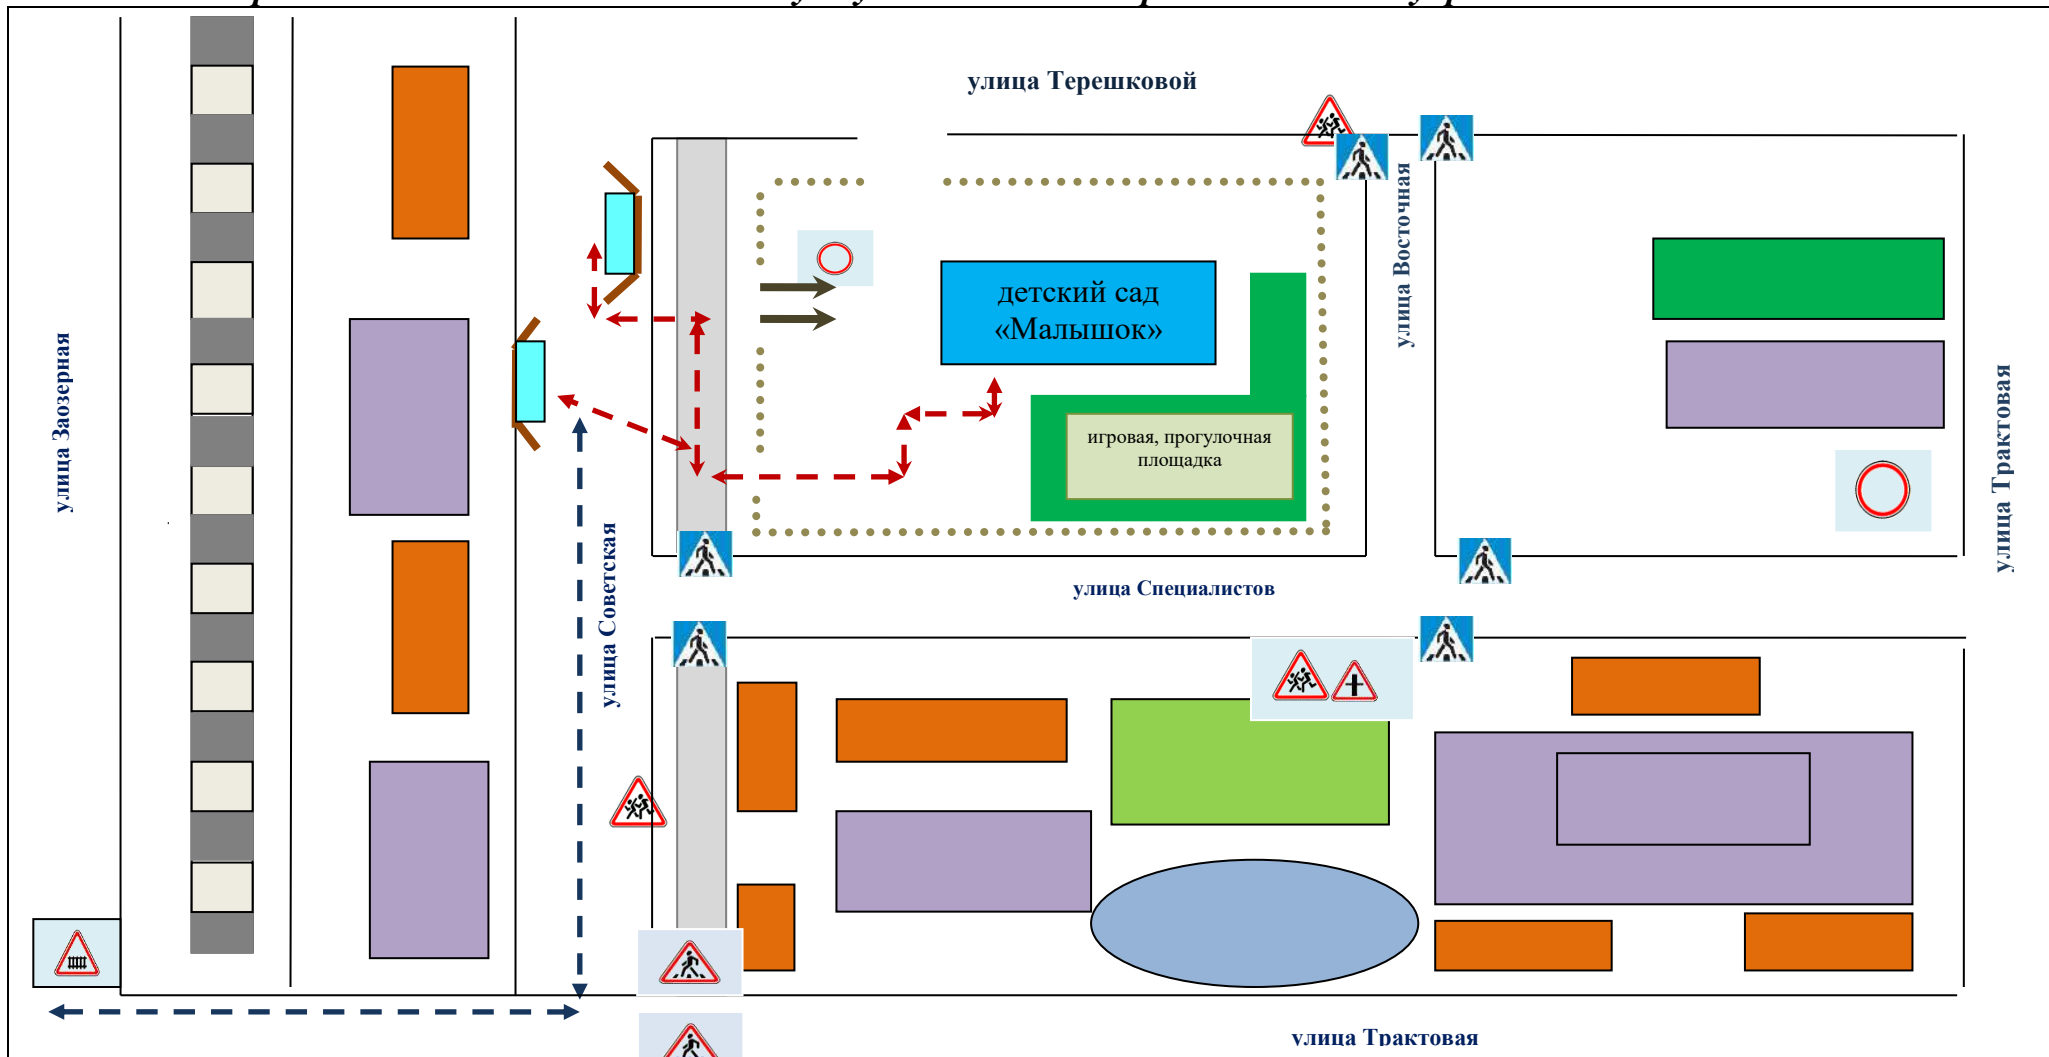 улица Терешковой
улица Восточная
детский сад
«Малышок»
улица Заозерная
улица Трактовая
игровая, прогулочная
площадка
улица Советская
улица Специалистов
улица Трактовая